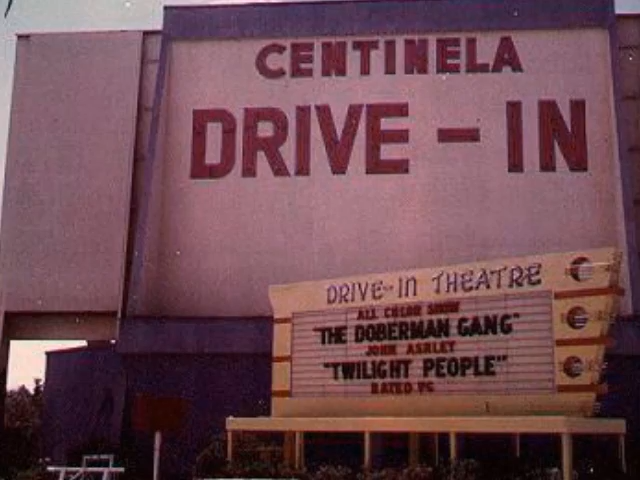 CENTINELA
DRIVE-IN
DRIVE-IN THEATRE
ALL COLOR SHOW
"THE DOBERMAN GANG"
JOHN ASHLEY
"TWILIGHT PEOPLE"
RATED PG